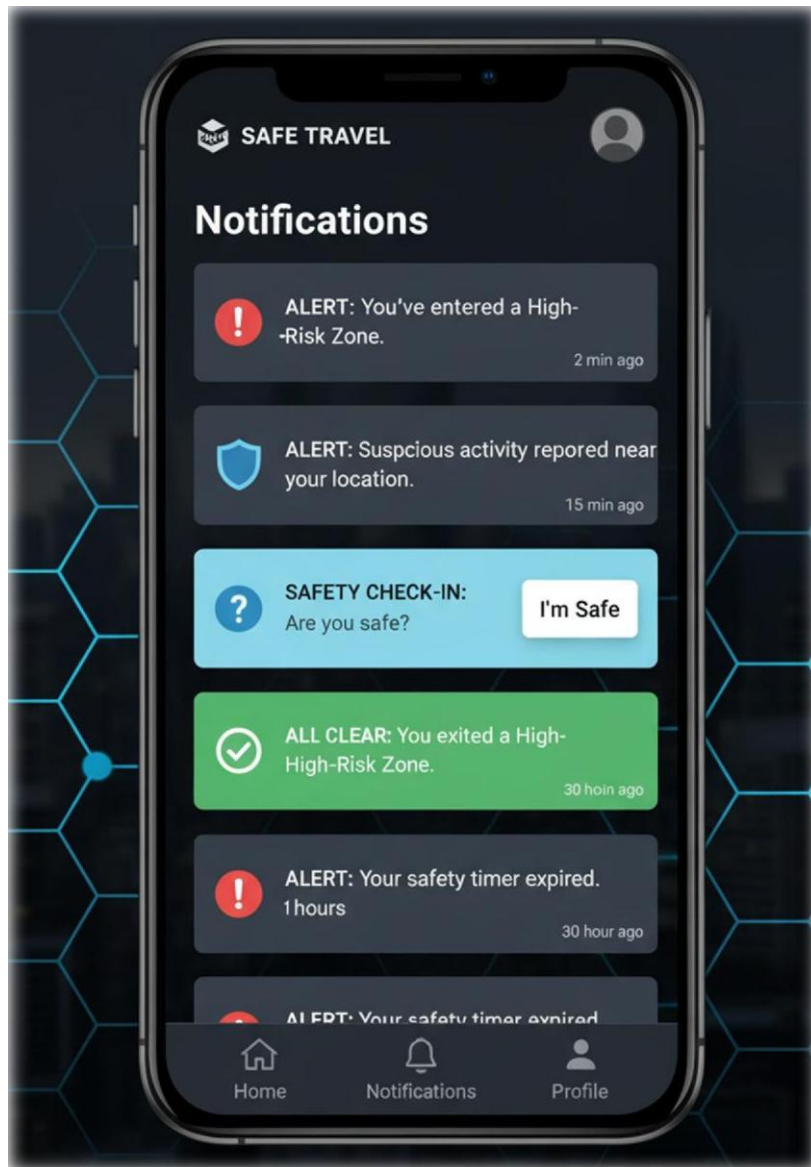 SAFE TRAVEL
Notifications
ALERT: You've entered a High-
-Risk Zone.
2 min ago
ALERT: Suspcious activity repored near
your location.
15 min ago
SAFETY CHECK-IN:
Are you safe?
I'm Safe
ALL CLEAR: You exited a High-
High-Risk Zone.
30 hoin ago
ALERT: Your safety timer expired.
1hours
30 hour ago
ALERT: Your safety timer expired
Home
Notifications
Profile